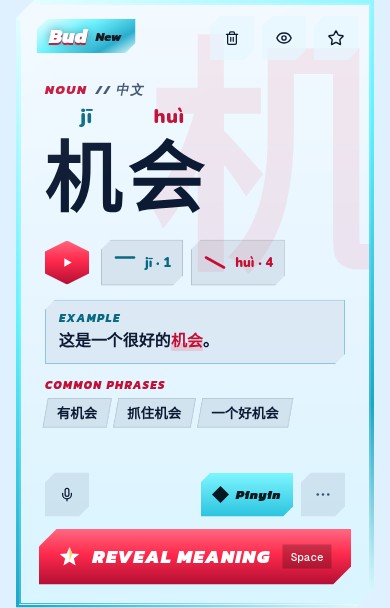 Bud New
NOUN // 中文
jī huì
机会
jī · 1 huì · 4
EXAMPLE
这是一个很好的机会。
COMMON PHRASES
有机会 抓住机会 一个好机会
Pinyin
REVEAL MEANING Space
机